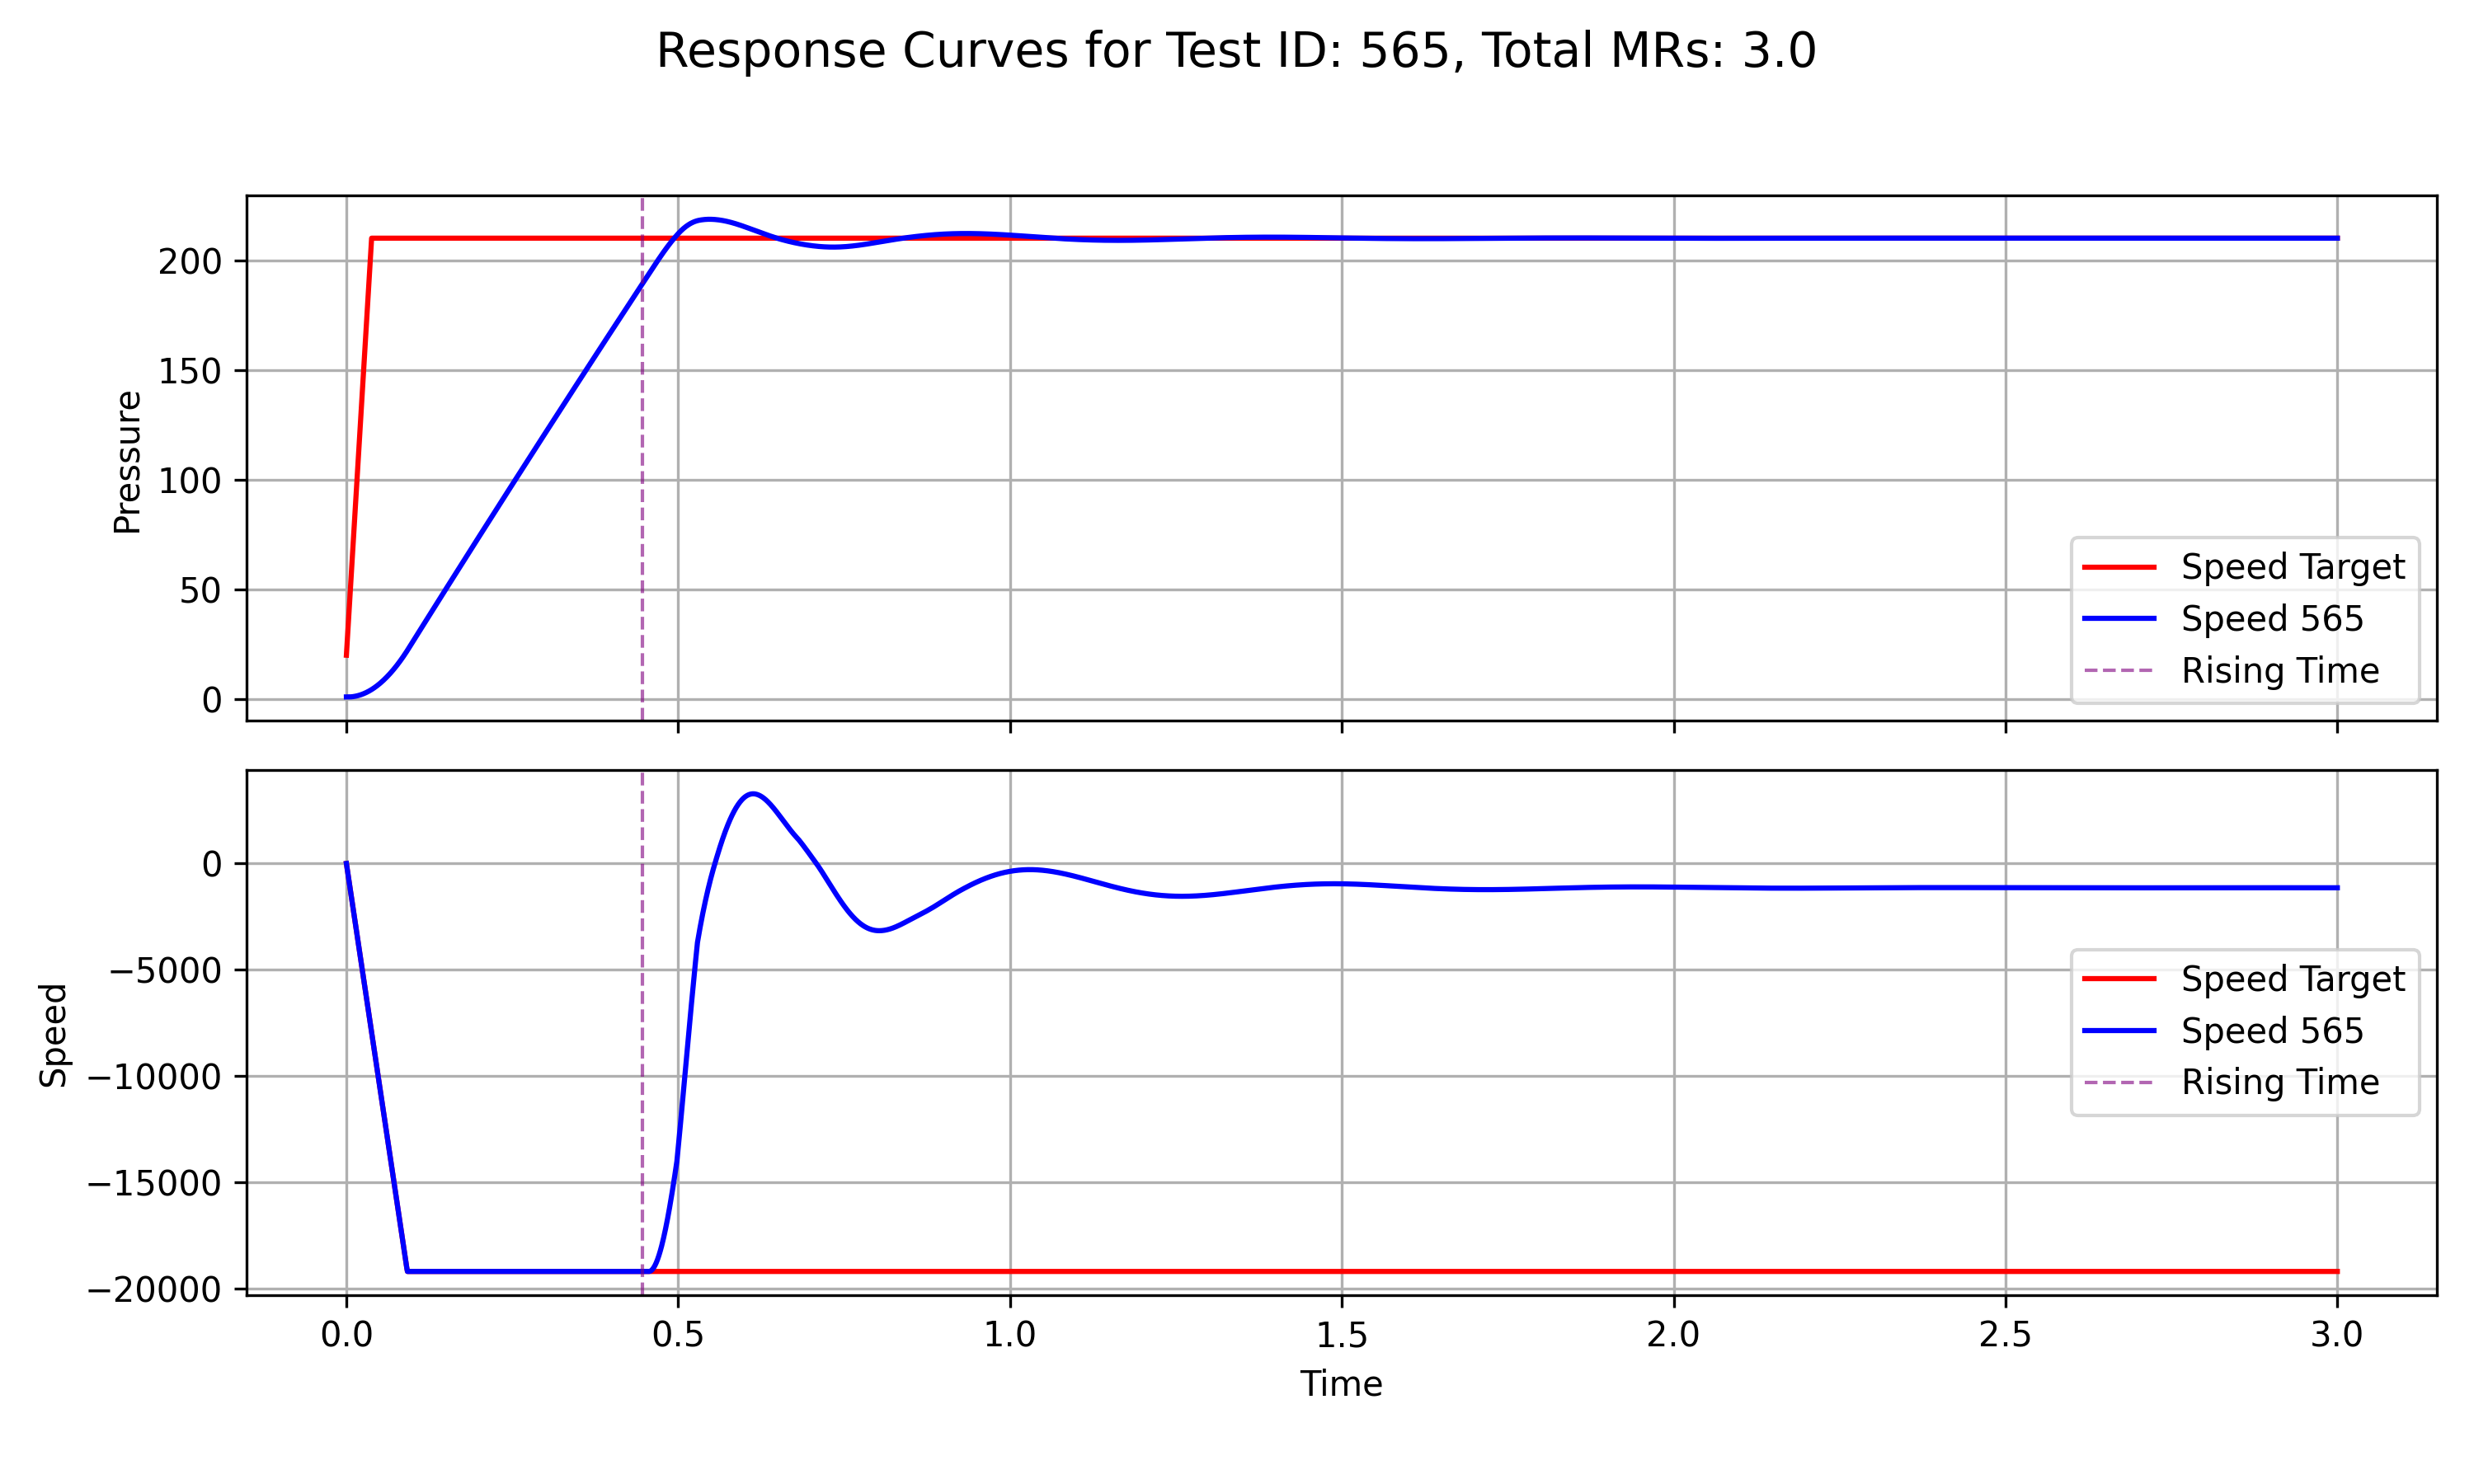 Response Curves for Test ID: 565, Total MRs: 3.0
200
150
100
50
0
Pressure
Speed Target
Speed 565
Rising Time
0
−5000
−10000
−15000
−20000
Speed
Speed Target
Speed 565
Rising Time
0.0 0.5 1.0 1.5 2.0 2.5 3.0
Time